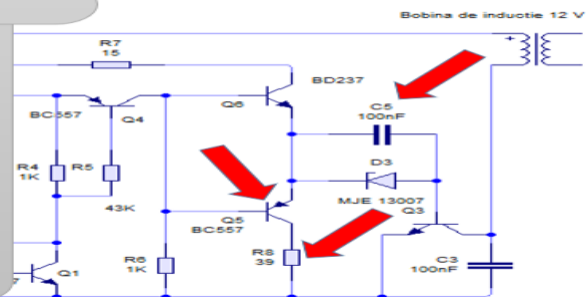 Bobina de inductie 12 V
R7
15
+
BD237
Q6
C5
100nF
BC557
Q4
R4
1K
R5
D3
43K
MJE 13007
Q3
Q5
BC557
R8
39
R6
1K
C3
100nF
Q1
7